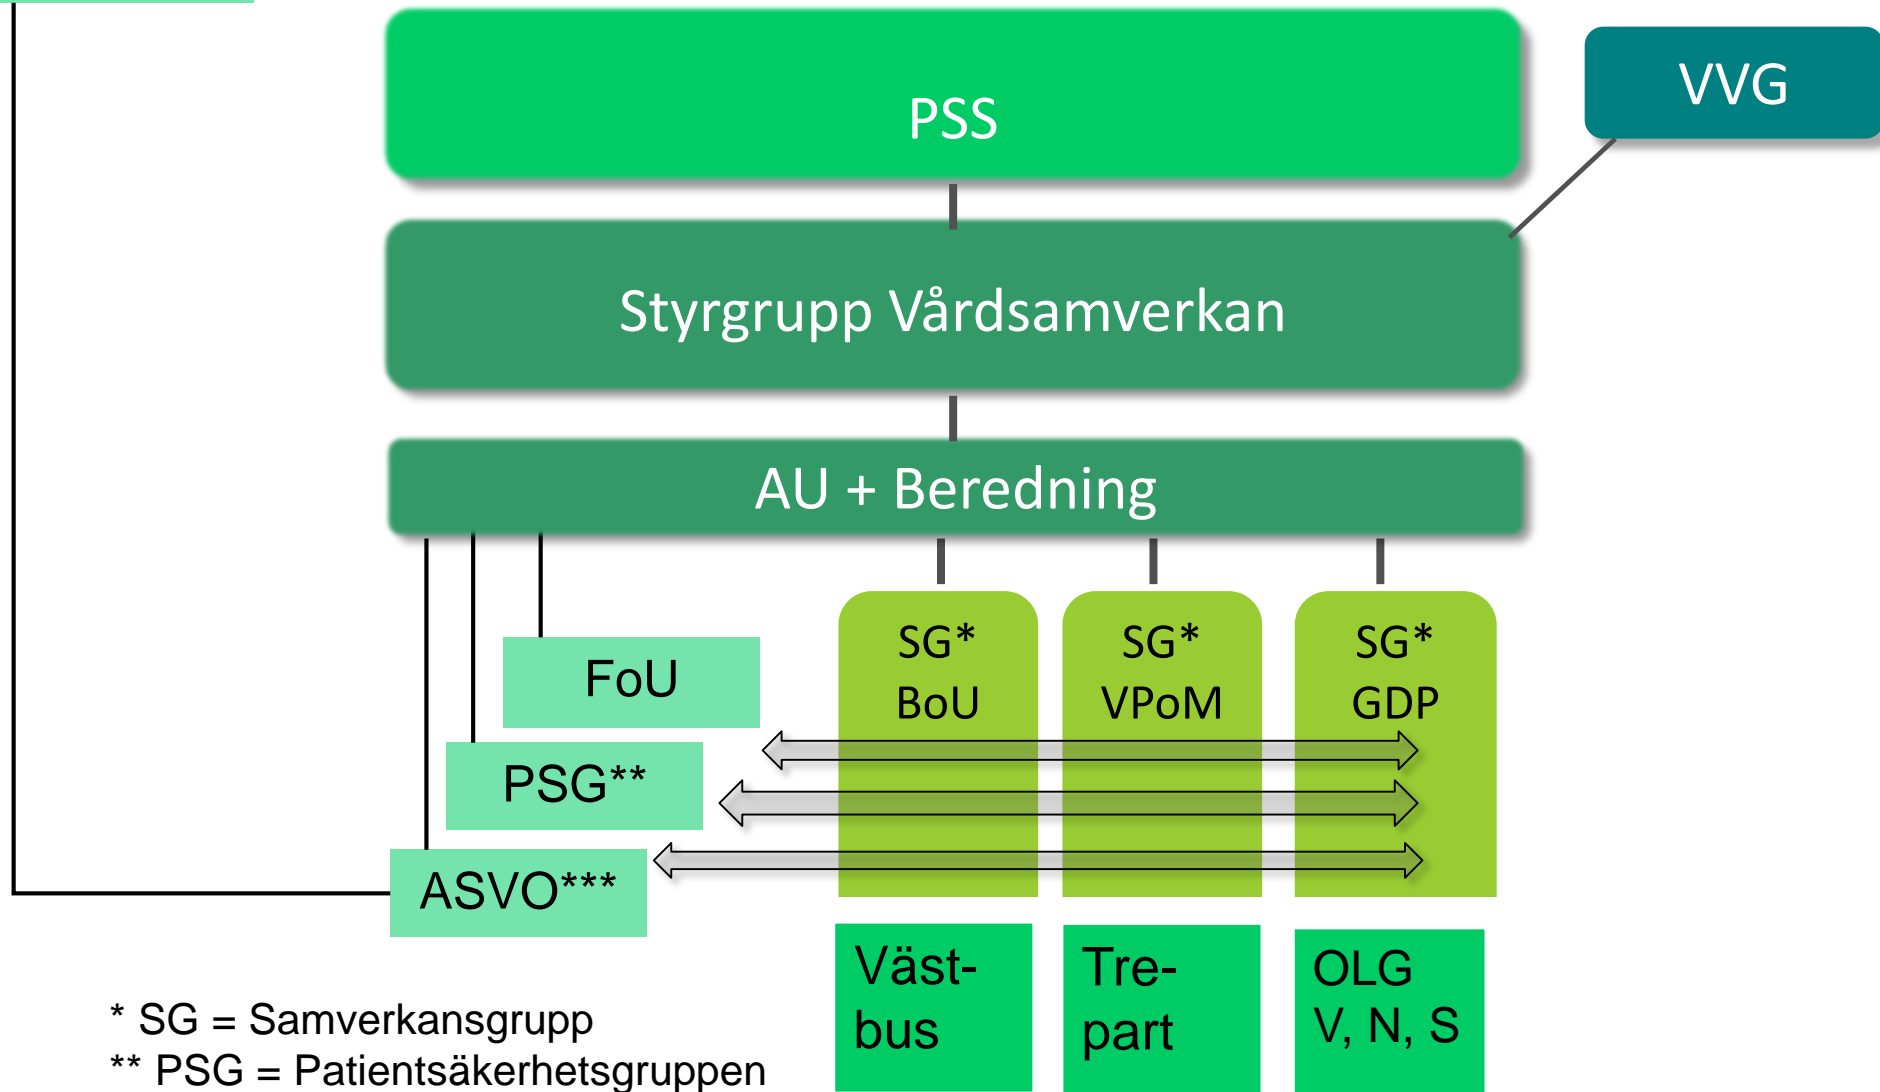 PSS
VVG
Styrgrupp Vårdsamverkan
AU + Beredning
FoU
PSG**
ASVO***
SG*
BoU
SG*
VPoM
SG*
GDP
Väst-
bus
Tre-
part
OLG
V, N, S
* SG = Samverkansgrupp
** PSG = Patientsäkerhetsgruppen